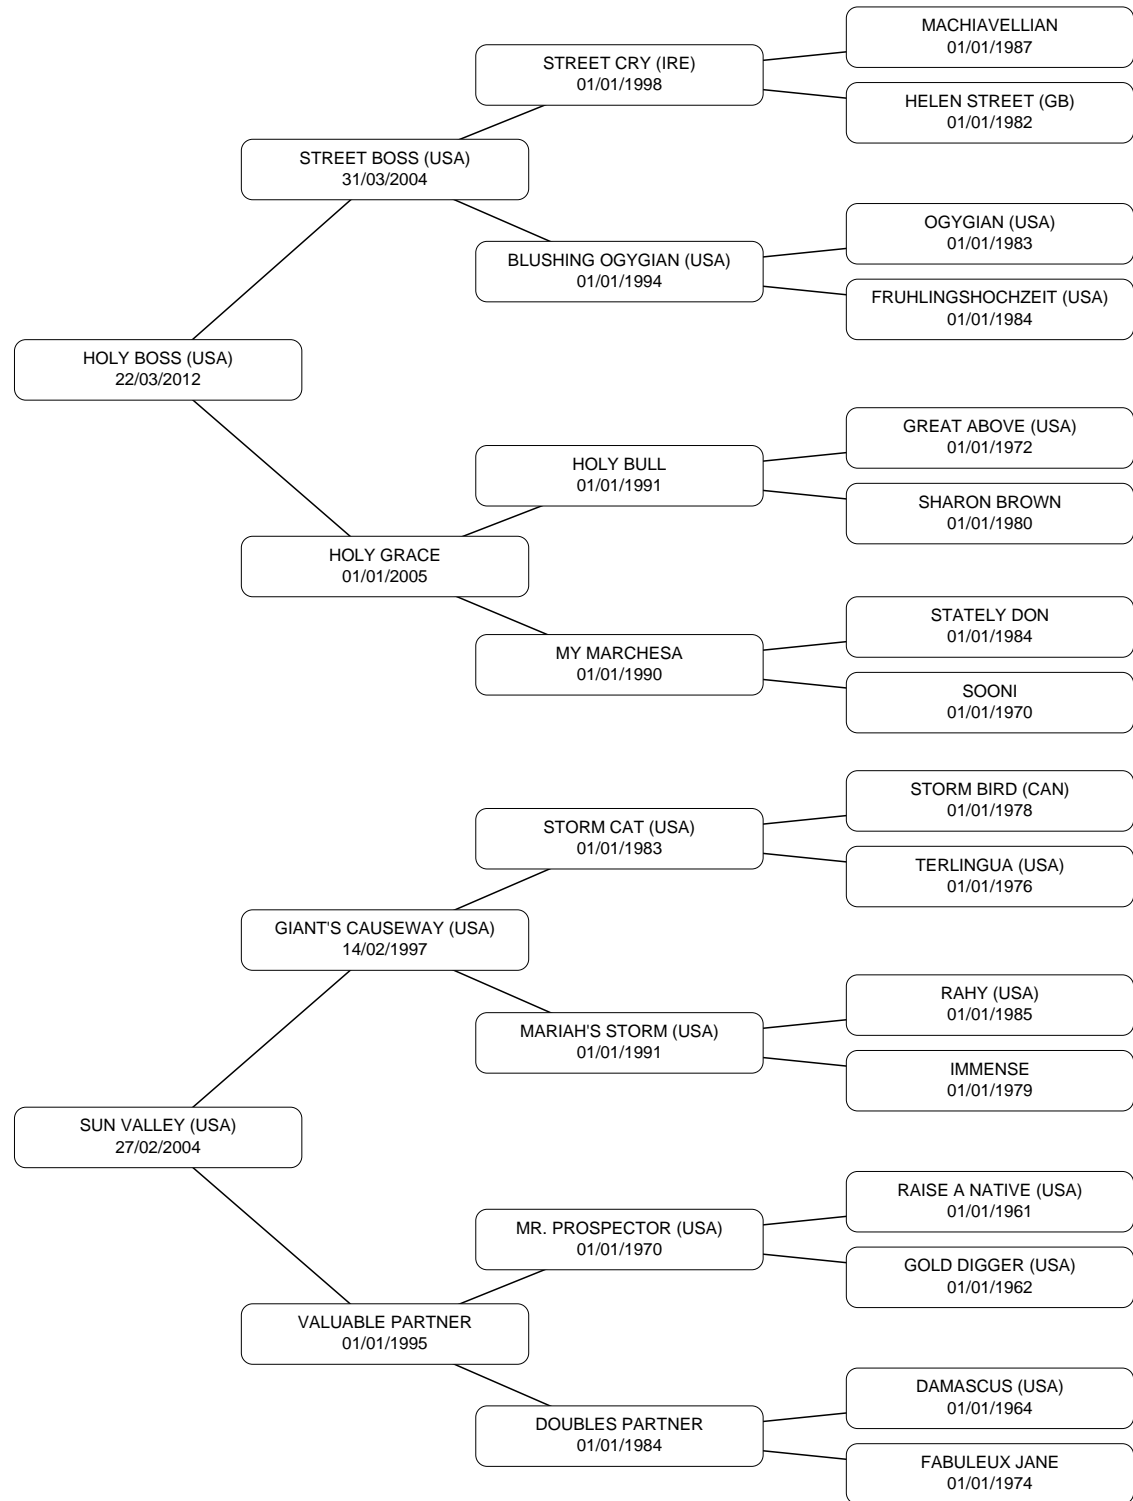 MACHIAVELLIAN
01/01/1987
STREET CRY (IRE)
01/01/1998
HELEN STREET (GB)
01/01/1982
STREET BOSS (USA)
31/03/2004
OGYGIAN (USA)
01/01/1983
BLUSHING OGYGIAN (USA)
01/01/1994
FRUHLINGSHOCHZEIT (USA)
01/01/1984
HOLY BOSS (USA)
22/03/2012
GREAT ABOVE (USA)
01/01/1972
HOLY BULL
01/01/1991
SHARON BROWN
01/01/1980
HOLY GRACE
01/01/2005
STATELY DON
01/01/1984
MY MARCHESA
01/01/1990
SOONI
01/01/1970
STORM BIRD (CAN)
01/01/1978
STORM CAT (USA)
01/01/1983
TERLINGUA (USA)
01/01/1976
GIANT'S CAUSEWAY (USA)
14/02/1997
RAHY (USA)
01/01/1985
MARIAH'S STORM (USA)
01/01/1991
IMMENSE
01/01/1979
SUN VALLEY (USA)
27/02/2004
RAISE A NATIVE (USA)
01/01/1961
MR. PROSPECTOR (USA)
01/01/1970
GOLD DIGGER (USA)
01/01/1962
VALUABLE PARTNER
01/01/1995
DAMASCUS (USA)
01/01/1964
DOUBLES PARTNER
01/01/1984
FABULEUX JANE
01/01/1974